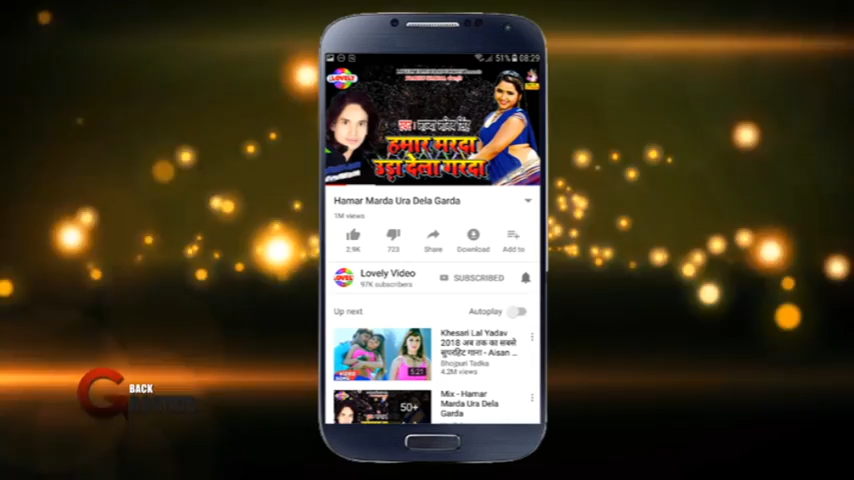 51% 08:29
LOVELY
हमार मरदा
उड़ा देला गरदा
Hamar Marda Ura Dela Garda
1M views
2.9K 723 Share Download Add to
Lovely Video
97K subscribers
SUBSCRIBED
Up next
Autoplay
Khesari Lal Yadav
2018 अब तक का सबसे
सुपरहिट गाना - Aisan ...
Bhojpuri Tadka
4.2M views
VIDEO
SONG
5:21
Mix - Hamar
Marda Ura Dela
Garda
50+
BACK